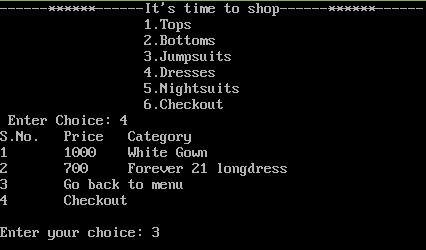 ------××××××------It's time to shop------××××××------
1.Tops
2.Bottoms
3.Jumpsuits
4.Dresses
5.Nightsuits
6.Checkout
Enter Choice: 4
S.No. Price Category
1 1000 White Gown
2 700 Forever 21 longdress
3 Go back to menu
4 Checkout
Enter your choice: 3